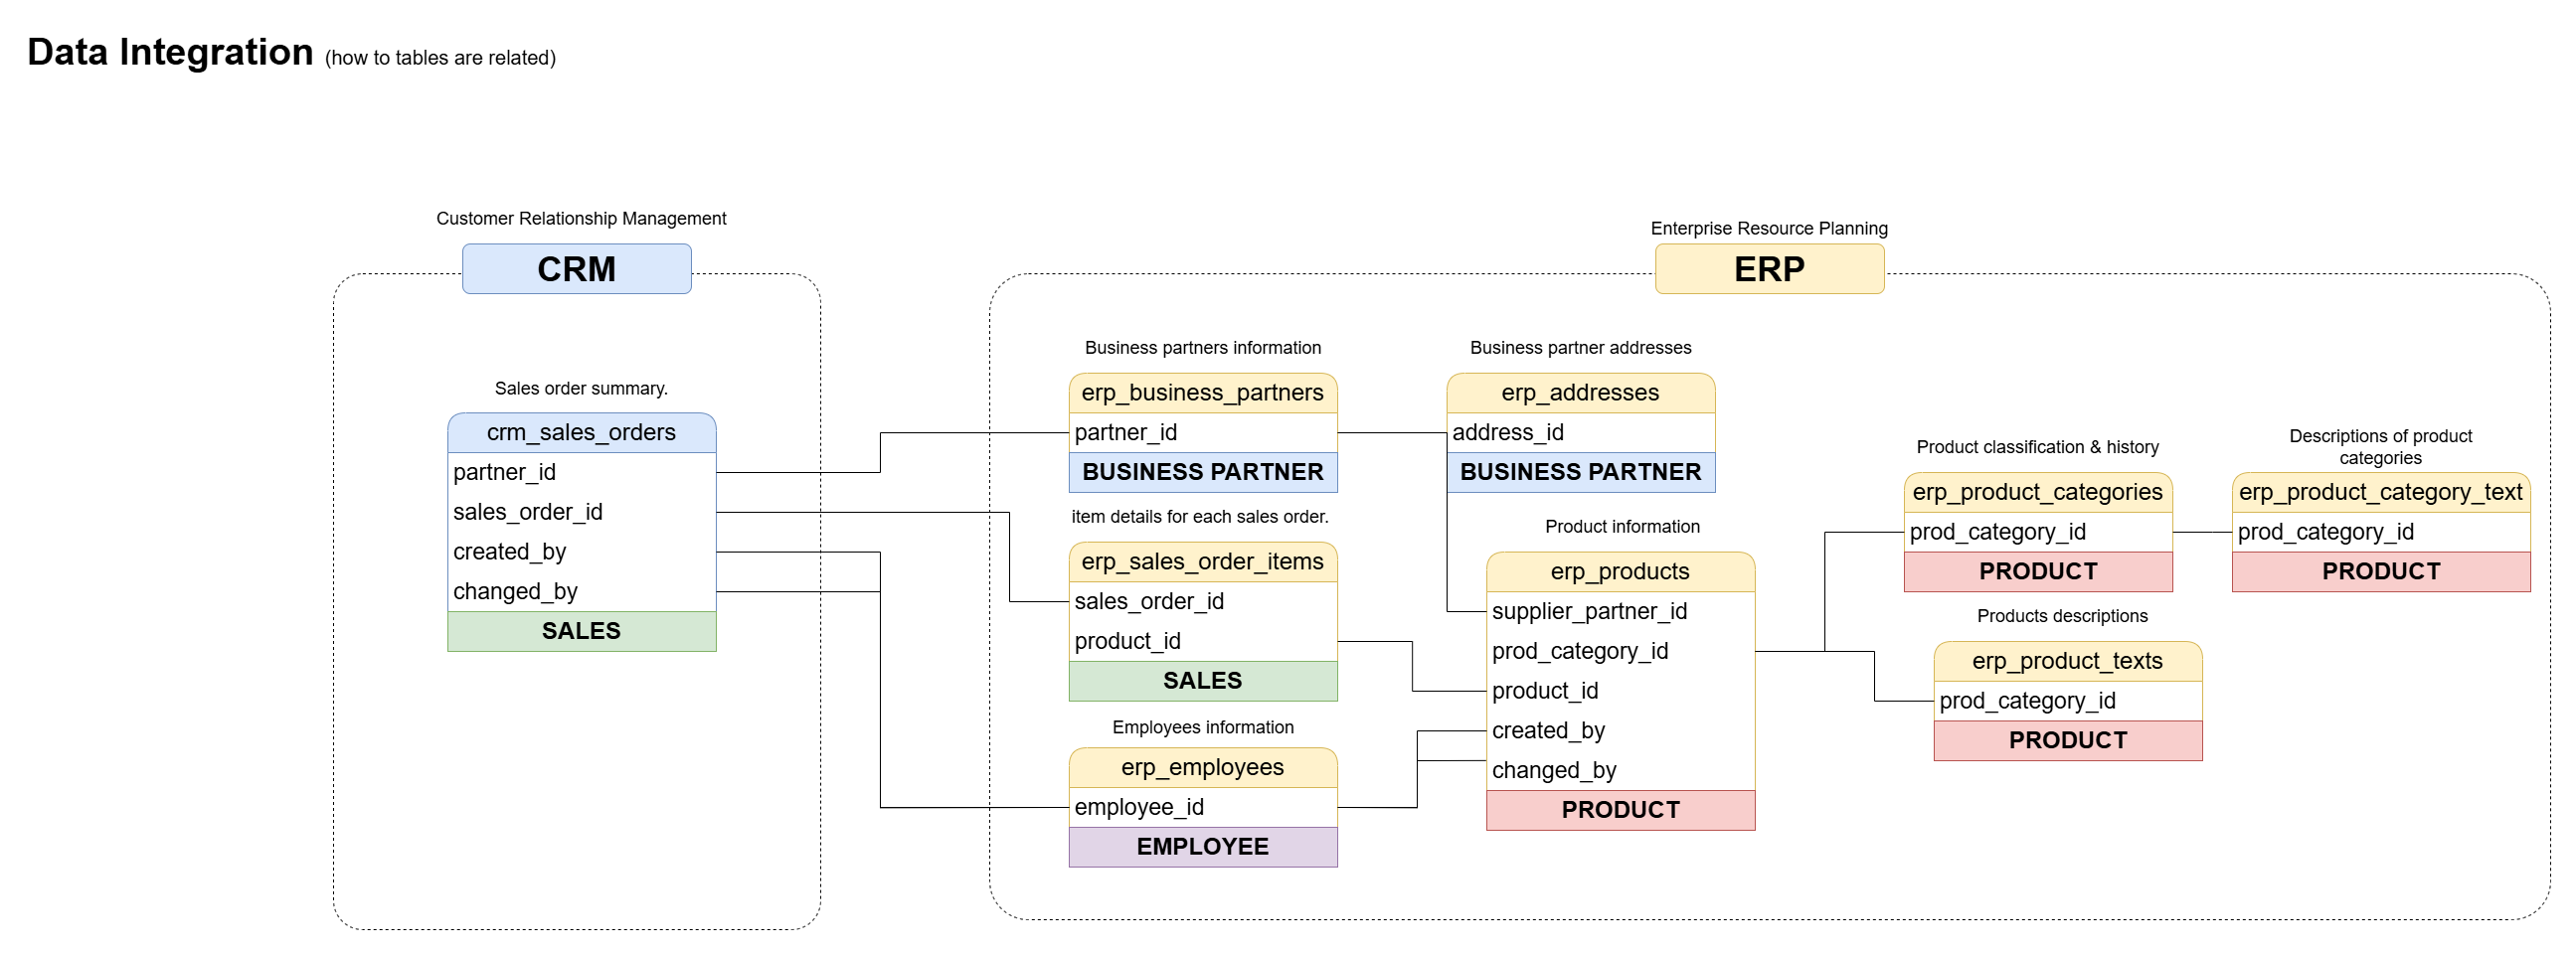 Data Integration (how to tables are related)
Customer Relationship Management
CRM
Sales order summary.
crm_sales_orders
partner_id
sales_order_id
created_by
changed_by
SALES
Enterprise Resource Planning
ERP
Business partners information
erp_business_partners
partner_id
BUSINESS PARTNER
Business partner addresses
erp_addresses
address_id
BUSINESS PARTNER
item details for each sales order.
erp_sales_order_items
sales_order_id
product_id
SALES
Employees information
erp_employees
employee_id
EMPLOYEE
Product information
erp_products
supplier_partner_id
prod_category_id
product_id
created_by
changed_by
PRODUCT
Product classification & history
erp_product_categories
prod_category_id
PRODUCT
Descriptions of product
categories
erp_product_category_text
prod_category_id
PRODUCT
Products descriptions
erp_product_texts
prod_category_id
PRODUCT